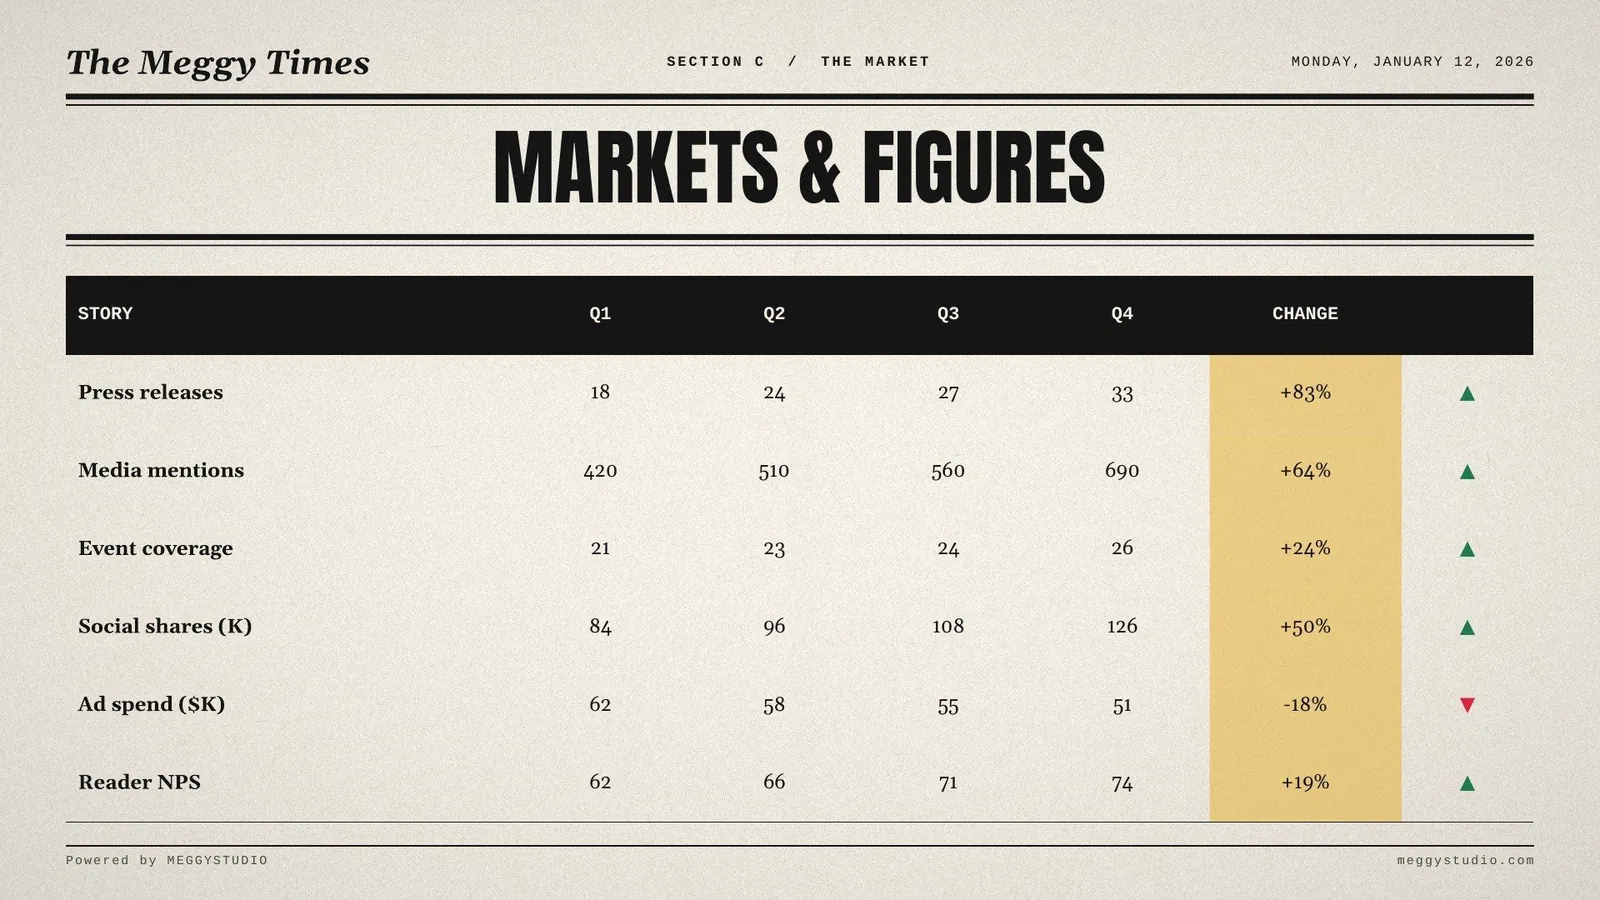 The Meggy Times
SECTION C / THE MARKET
MONDAY, JANUARY 12, 2026
MARKETS & FIGURES
STORY Q1 Q2 Q3 Q4 CHANGE
Press releases 18 24 27 33 +83% ▲
Media mentions 420 510 560 690 +64% ▲
Event coverage 21 23 24 26 +24% ▲
Social shares (K) 84 96 108 126 +50% ▲
Ad spend ($K) 62 58 55 51 -18% ▼
Reader NPS 62 66 71 74 +19% ▲
Powered by MEGGYSTUDIO
meggystudio.com